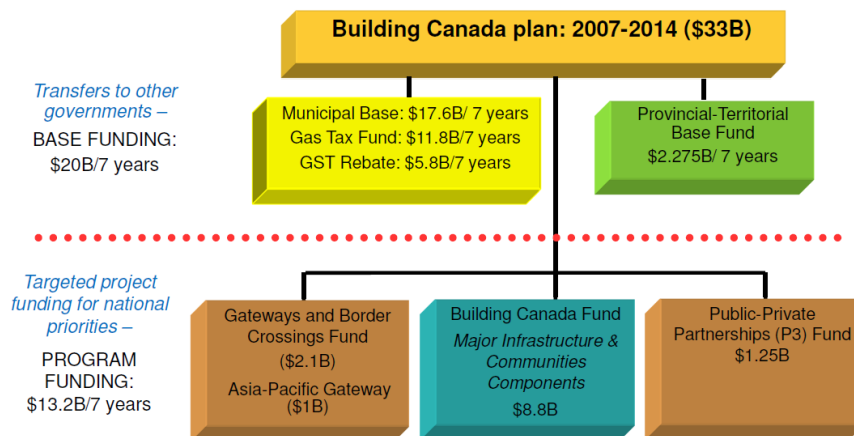 Building Canada plan: 2007-2014 ($33B)
Transfers to other
governments –
BASE FUNDING:
$20B/7 years
Municipal Base: $17.6B/ 7 years
Gas Tax Fund: $11.8B/7 years
GST Rebate: $5.8B/7 years
Provincial-Territorial
Base Fund
$2.275B/ 7 years
Targeted project
funding for national
priorities –
PROGRAM
FUNDING:
$13.2B/7 years
Gateways and Border
Crossings Fund
($2.1B)
Asia-Pacific Gateway
($1B)
Building Canada Fund
Major Infrastructure &
Communities
Components
$8.8B
Public-Private
Partnerships (P3) Fund
$1.25B